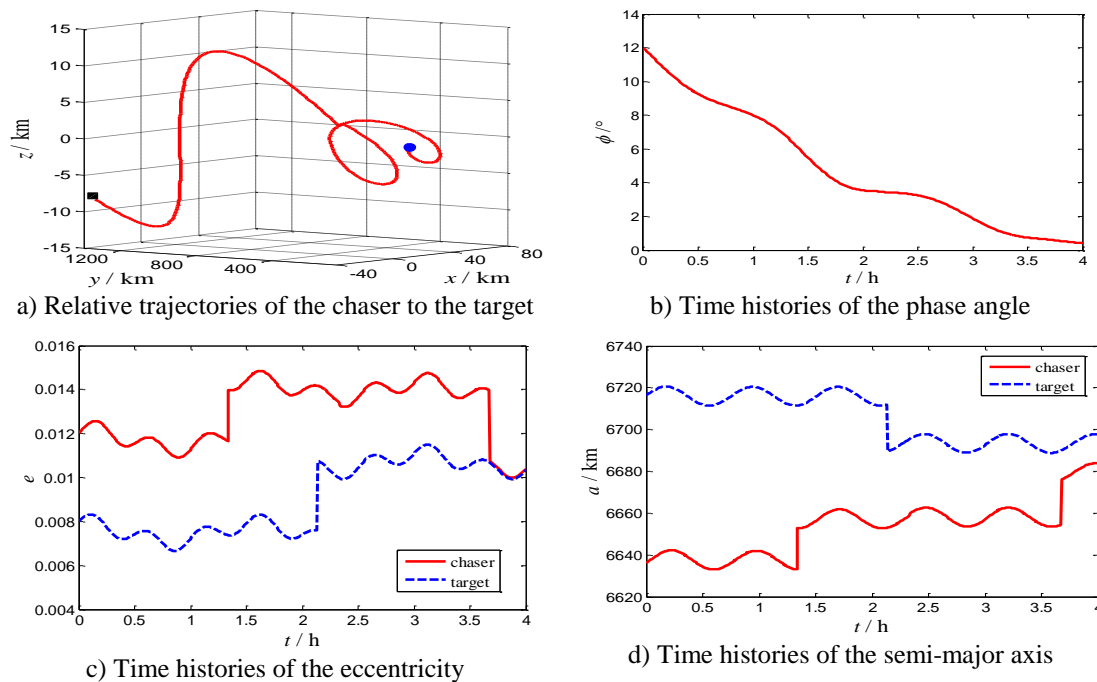 15
10
5
0
-5
-10
-15
z / km
1200
800
400
y / km
-40
0
40
80
x / km
a) Relative trajectories of the chaser to the target
14
12
10
8
6
4
2
0
ϕ /°
0 0.5 1 1.5 2 2.5 3 3.5 4
t / h
b) Time histories of the phase angle
0.016
0.014
0.012
0.01
0.008
0.006
0.004
e
chaser
target
0 0.5 1 1.5 2 2.5 3 3.5 4
t / h
c) Time histories of the eccentricity
6740
6720
6700
6680
6660
6640
6620
a / km
chaser
target
0 0.5 1 1.5 2 2.5 3 3.5 4
t / h
d) Time histories of the semi-major axis